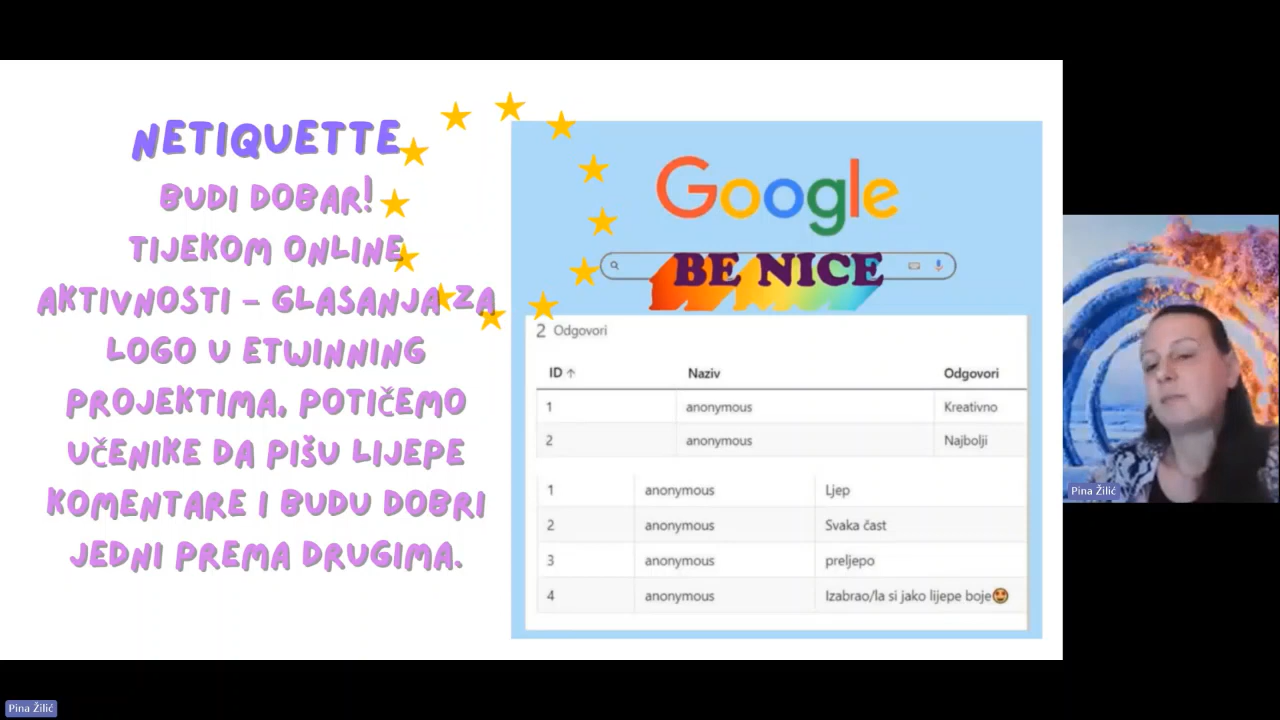 NETIQUETTE
BUDI DOBAR!
TIJEKOM ONLINE
AKTIVNOSTI - GLASANJA ZA
LOGO U ETWINNING
PROJEKTIMA, POTIČEMO
UČENIKE DA PIŠU LIJEPE
KOMENTARE I BUDU DOBRI
JEDNI PREMA DRUGIMA.
Google
BE NICE
2 Odgovori
ID ↑ Naziv Odgovori
1 anonymous Kreativno
2 anonymous Najbolji
1 anonymous Ljep
2 anonymous Svaka čast
3 anonymous preljepo
4 anonymous Izabrao/la si jako lijepe boje🤩
Pina Žilić
Pina Žilić